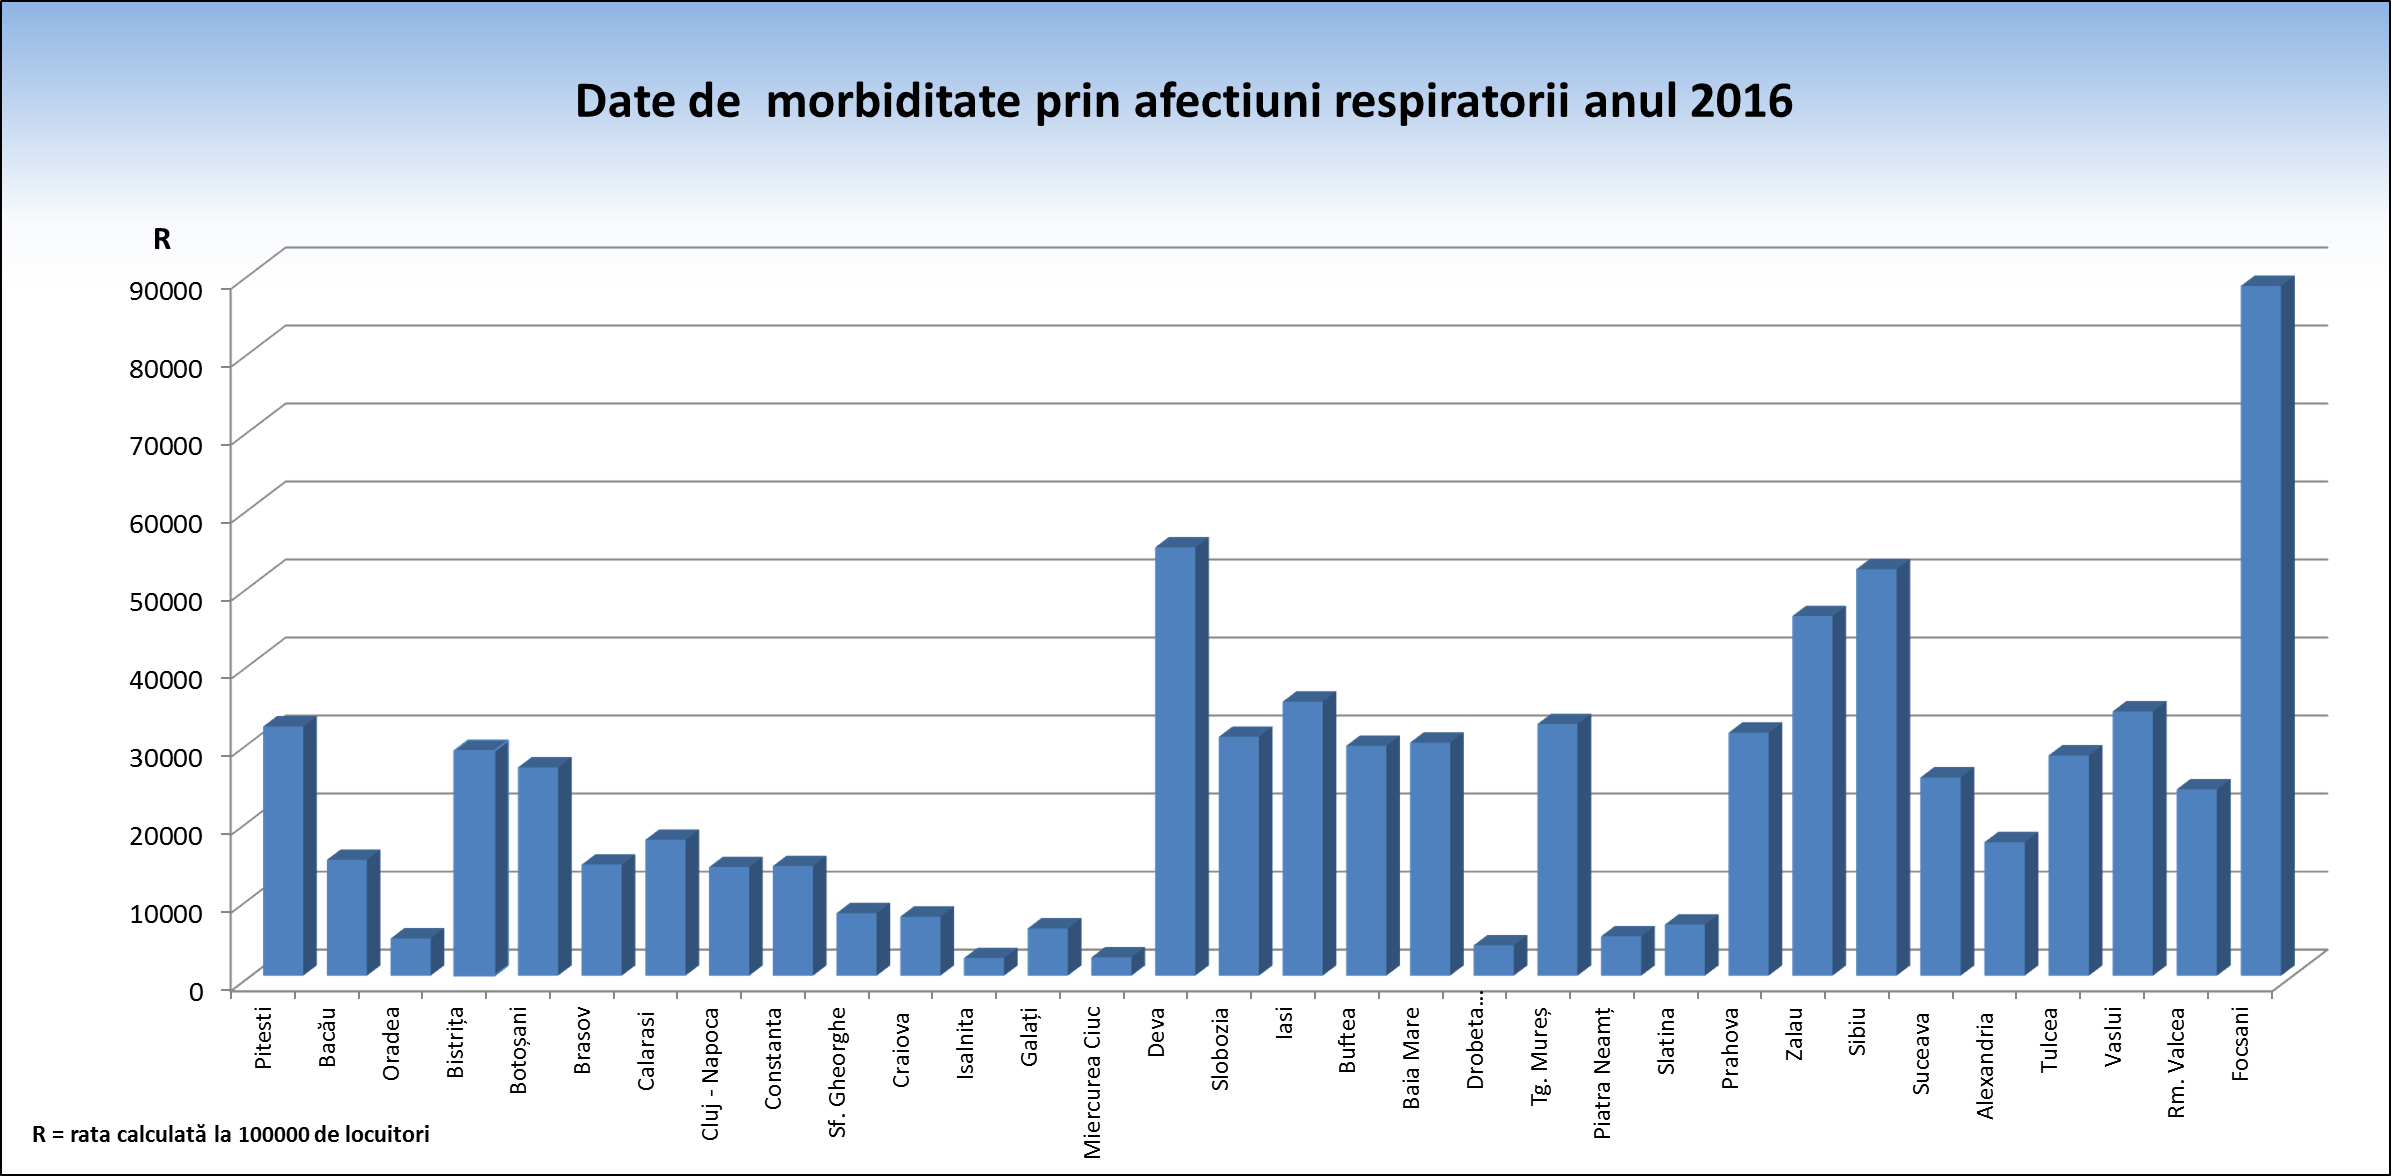 Date de  morbiditate prin afectiuni respiratorii anul 2016
R
90000
80000
70000
60000
50000
40000
30000
20000
10000
0
Pitesti
Bacău
Oradea
Bistrița
Botoșani
Brasov
Calarasi
Cluj - Napoca
Constanta
Sf. Gheorghe
Craiova
Isalnita
Galați
Miercurea Ciuc
Deva
Slobozia
Iasi
Buftea
Baia Mare
Drobeta...
Tg. Mureș
Piatra Neamț
Slatina
Prahova
Zalau
Sibiu
Suceava
Alexandria
Tulcea
Vaslui
Rm. Valcea
Focsani
R = rata calculată la 100000 de locuitori